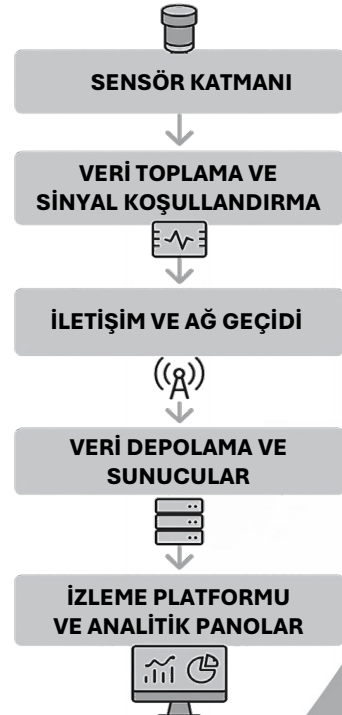 SENSÖR KATMANI
VERİ TOPLAMA VE
SİNYAL KOŞULLANDIRMA
İLETİŞİM VE AĞ GEÇİDİ
VERİ DEPOLAMA VE
SUNUCULAR
İZLEME PLATFORMU
VE ANALİTİK PANOLAR